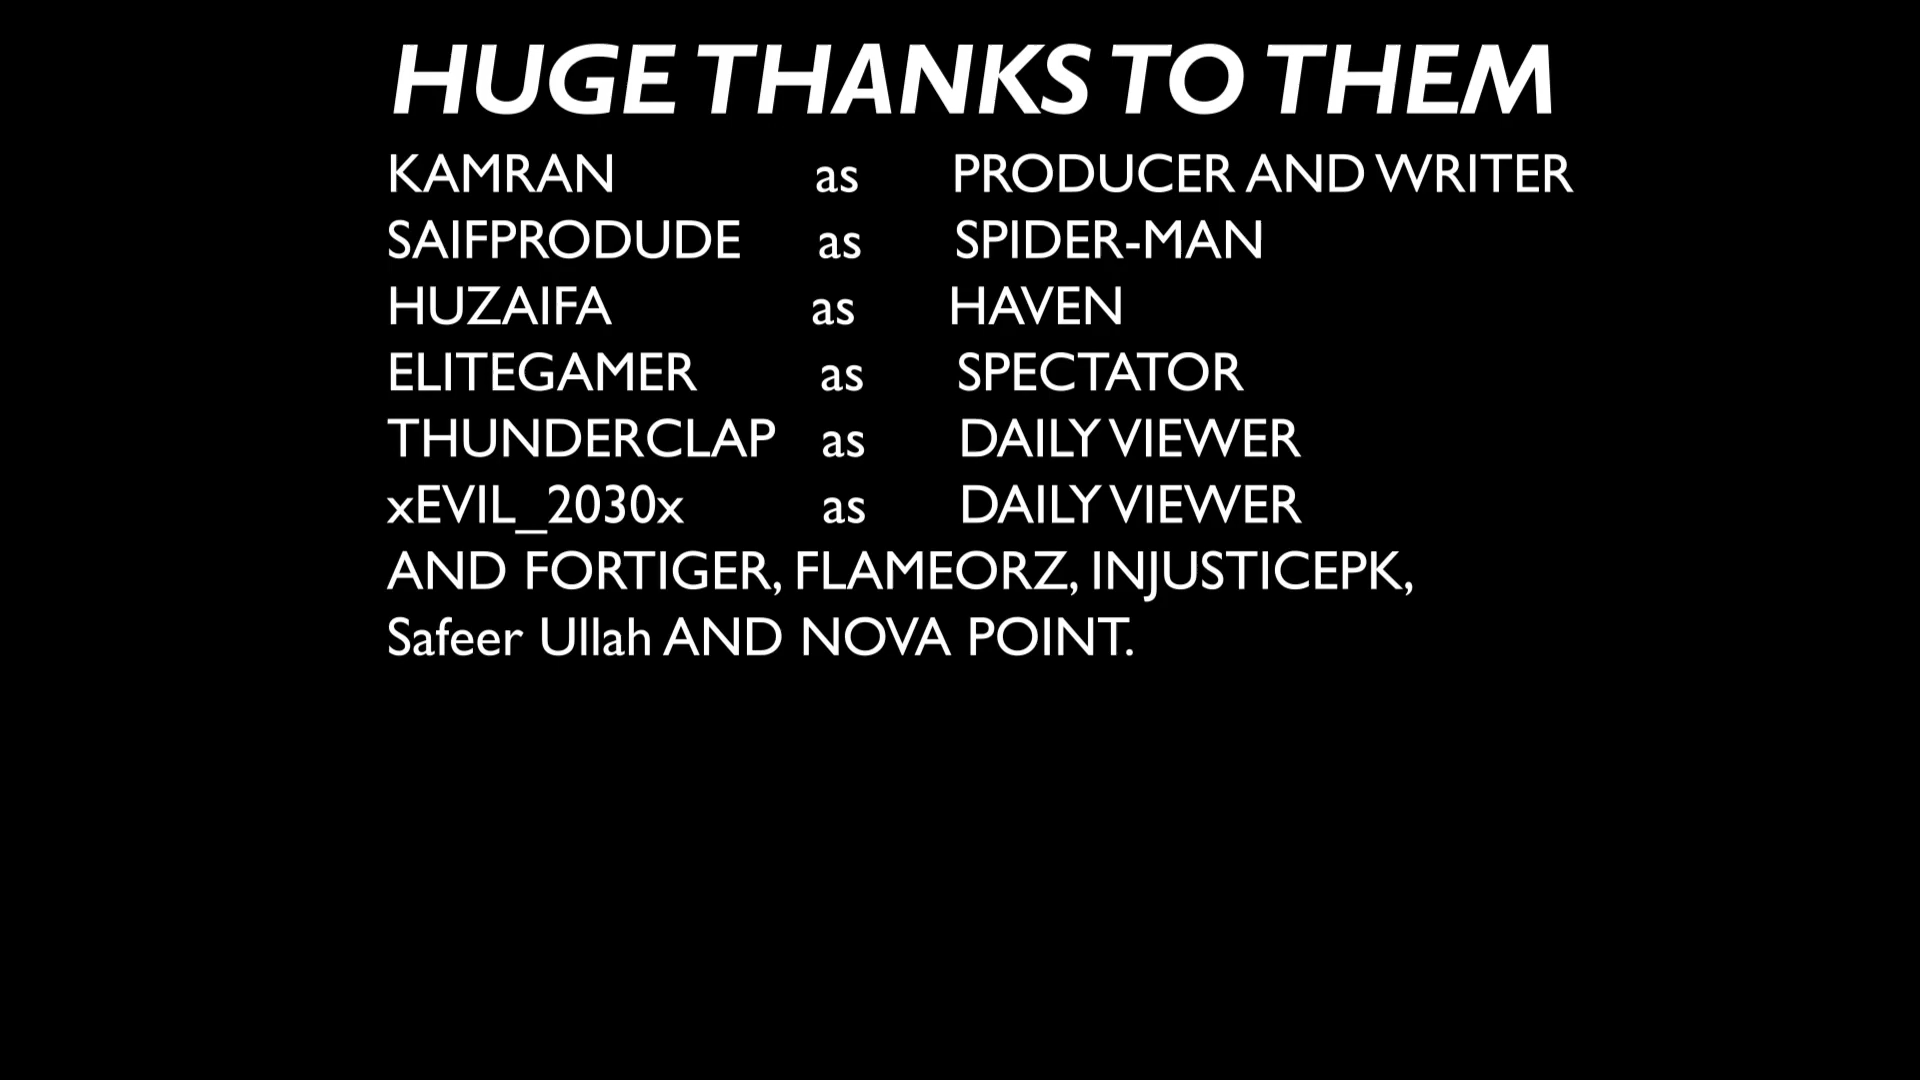 HUGE THANKS TO THEM
KAMRAN as PRODUCER AND WRITER
SAIFPRODUDE as SPIDER-MAN
HUZAIFA as HAVEN
ELITEGAMER as SPECTATOR
THUNDERCLAP as DAILY VIEWER
xEVIL_2030x as DAILY VIEWER
AND FORTIGER, FLAMEORZ, INJUSTICEPK,
Safeer Ullah AND NOVA POINT.